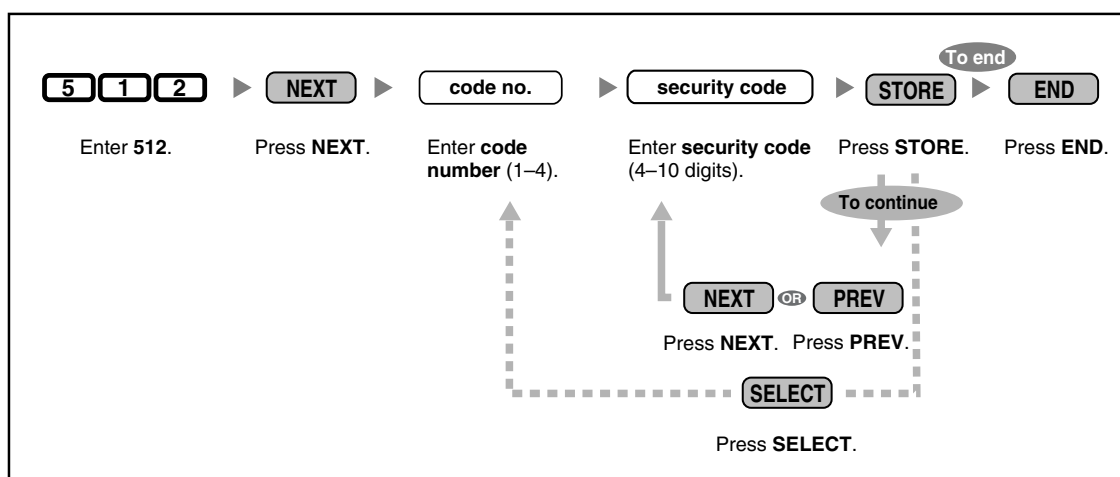 To end
5 1 2 NEXT code no. security code STORE END
Enter 512. Press NEXT. Enter code number (1–4). Enter security code (4–10 digits). Press STORE. Press END.
To continue
NEXT OR PREV
Press NEXT. Press PREV.
SELECT
Press SELECT.